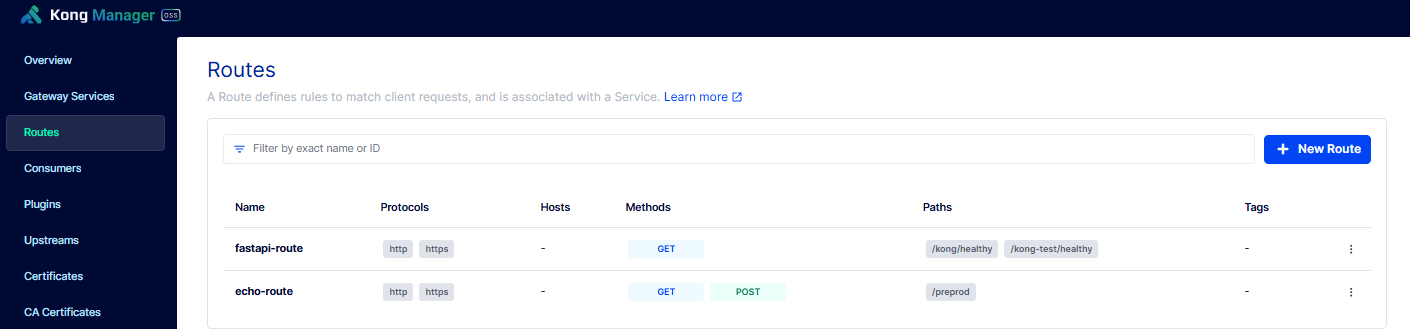 Kong Manager OSS
Overview
Gateway Services
Routes
Consumers
Plugins
Upstreams
Certificates
CA Certificates
Routes
A Route defines rules to match client requests, and is associated with a Service. Learn more
Filter by exact name or ID
+ New Route
Name Protocols Hosts Methods Paths Tags
fastapi-route http https - GET /kong/healthy /kong-test/healthy -
echo-route http https - GET POST /preprod -